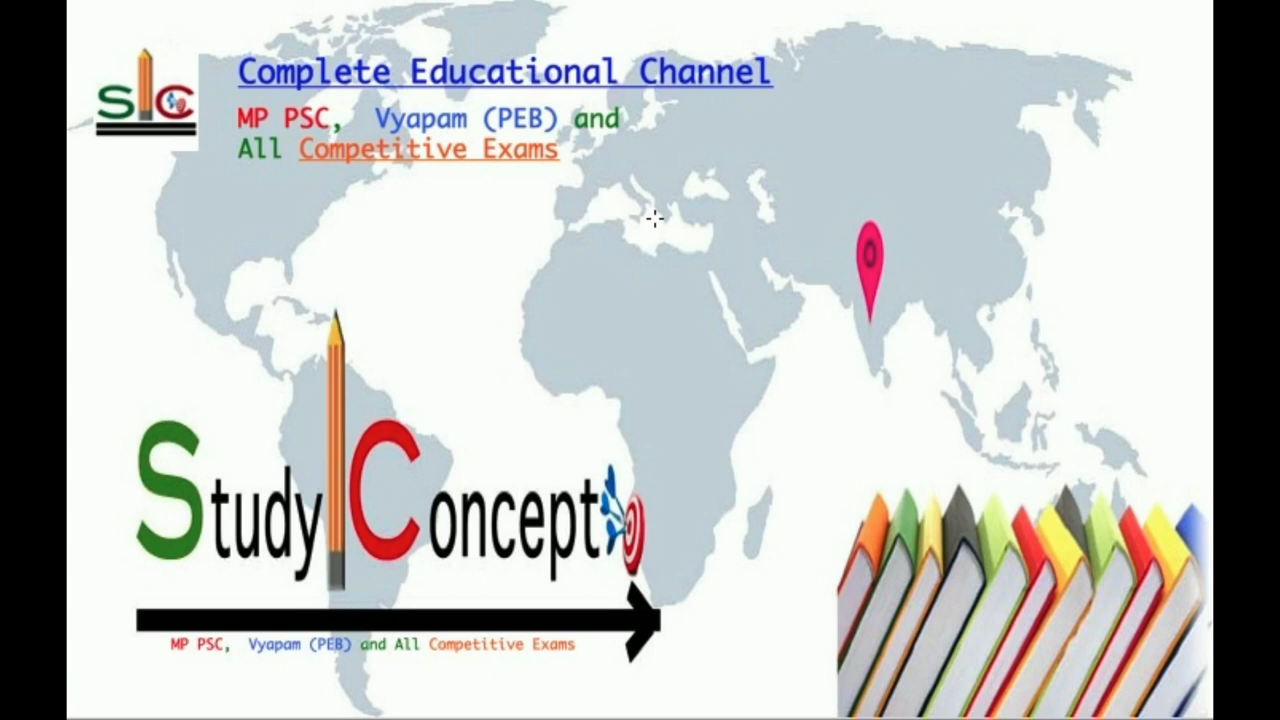 SC
Complete Educational Channel
MP PSC, Vyapam (PEB) and
All Competitive Exams
Study Concept
MP PSC, Vyapam (PEB) and All Competitive Exams